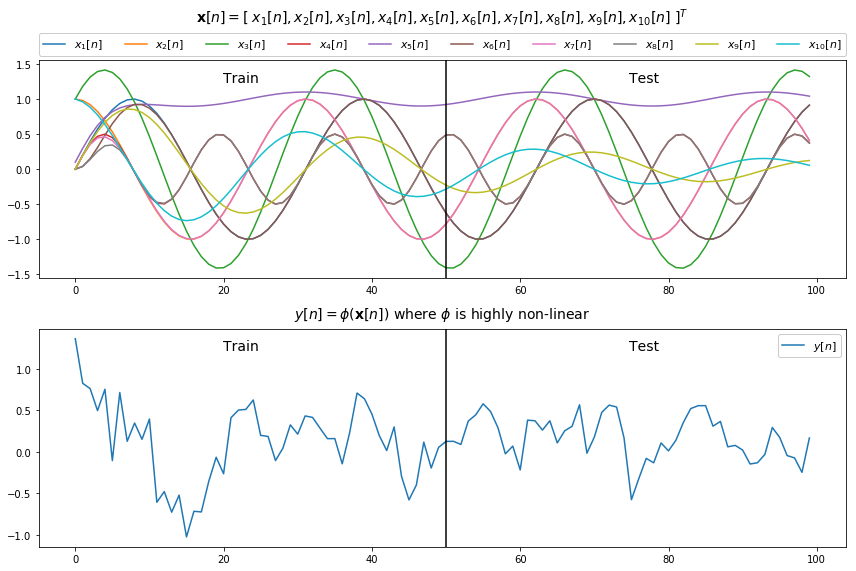 𝐱[n] = [ x₁[n], x₂[n], x₃[n], x₄[n], x₅[n], x₆[n], x₇[n], x₈[n], x₉[n], x₁₀[n] ]ᵀ
x₁[n] x₂[n] x₃[n] x₄[n] x₅[n] x₆[n] x₇[n] x₈[n] x₉[n] x₁₀[n]
Train Test
1.5
1.0
0.5
0.0
−0.5
−1.0
−1.5
0 20 40 60 80 100
y[n] = ϕ(𝐱[n]) where ϕ is highly non-linear
Train Test y[n]
1.0
0.5
0.0
−0.5
−1.0
0 20 40 60 80 100